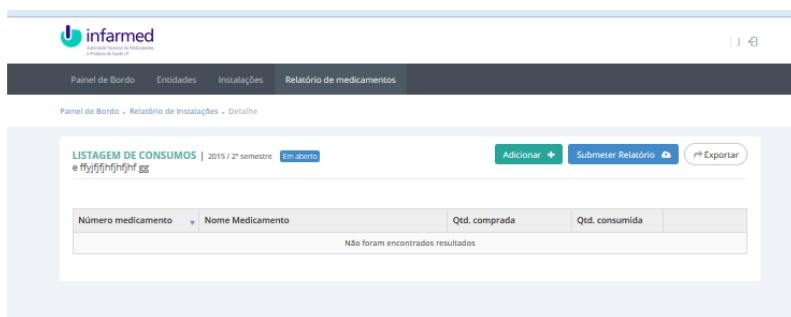 infarmed
Autoridade Nacional do Medicamento
e Produtos de Saúde I.P.
J
Painel de Bordo Entidades Instalações Relatório de medicamentos
Painel de Bordo Relatório de Instalações Detalhe
LISTAGEM DE CONSUMOS | 2015 / 2º semestre Em aberto
Adicionar + Submeter Relatório Exportar
Número medicamento Nome Medicamento Qtd. comprada Qtd. consumida
Não foram encontrados resultados